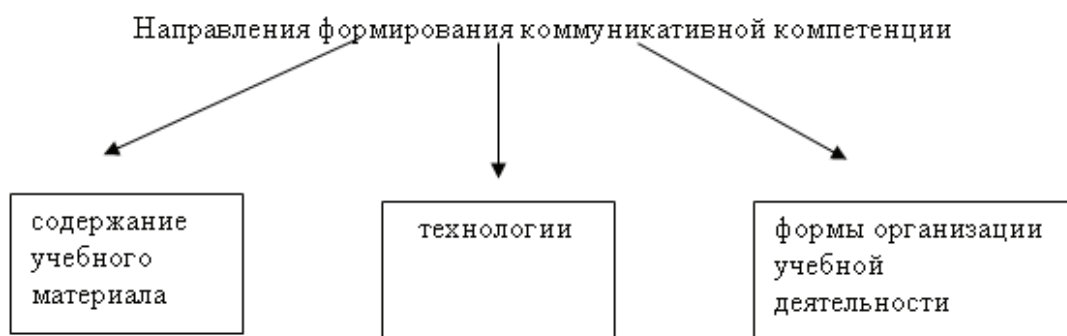 Направления формирования коммуникативной компетенции
содержание
учебного
материала
технологии
формы организации
учебной
деятельности